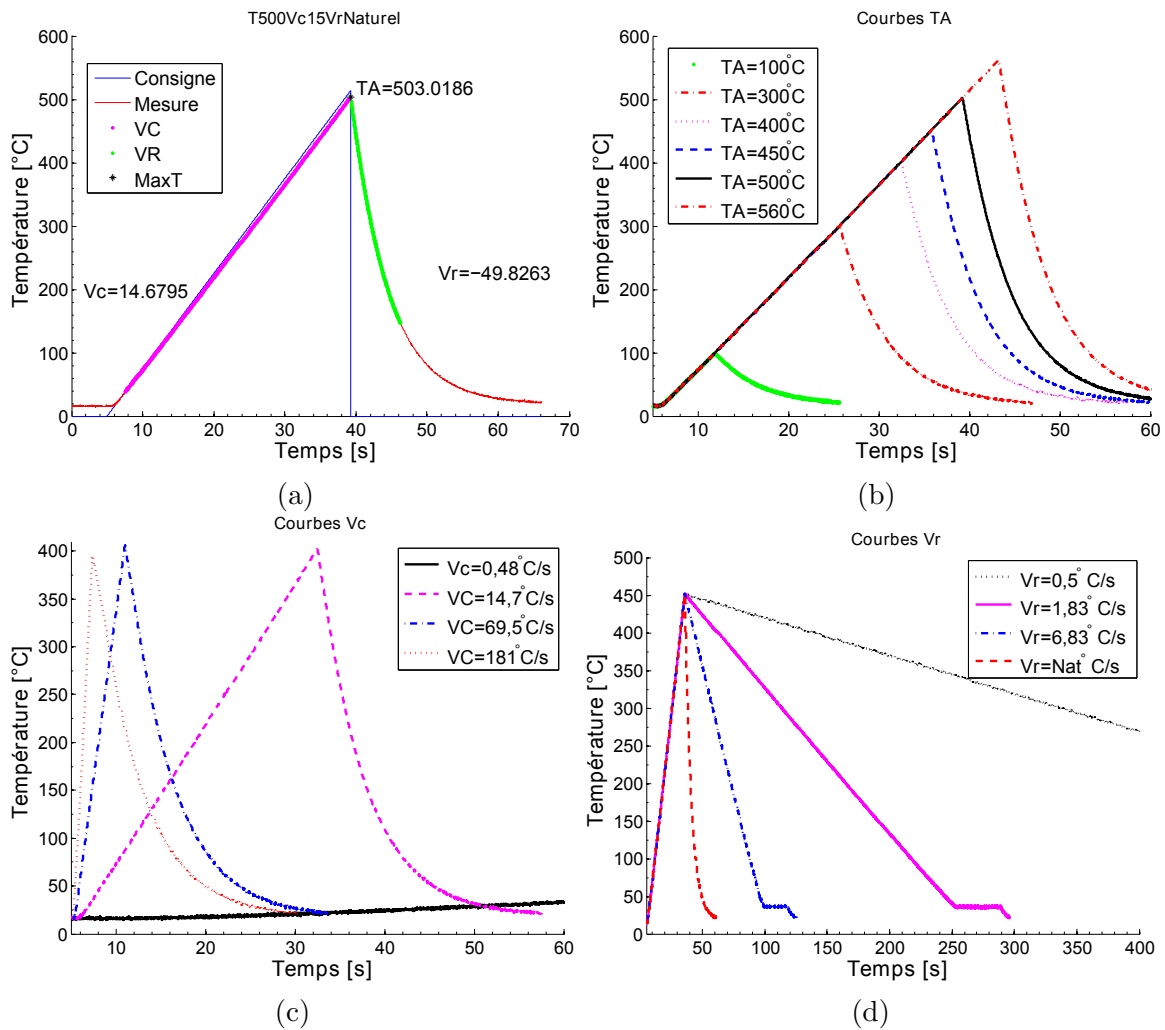 T500Vc15VrNaturel
Température [°C]
600
500
400
300
200
100
0
Consigne
Mesure
VC
VR
MaxT
TA=503.0186
Vc=14.6795
Vr=−49.8263
0 10 20 30 40 50 60 70
Temps [s]
(a)
Courbes TA
Température [°C]
600
500
400
300
200
100
0
TA=100°C
TA=300°C
TA=400°C
TA=450°C
TA=500°C
TA=560°C
10 20 30 40 50 60
Temps [s]
(b)
Courbes Vc
Température [°C]
400
350
300
250
200
150
100
50
0
Vc=0,48°C/s
VC=14,7°C/s
VC=69,5°C/s
VC=181°C/s
10 20 30 40 50 60
Temps [s]
(c)
Courbes Vr
Température [°C]
500
450
400
350
300
250
200
150
100
50
0
Vr=0,5° C/s
Vr=1,83° C/s
Vr=6,83° C/s
Vr=Nat° C/s
50 100 150 200 250 300 350 400
Temps [s]
(d)